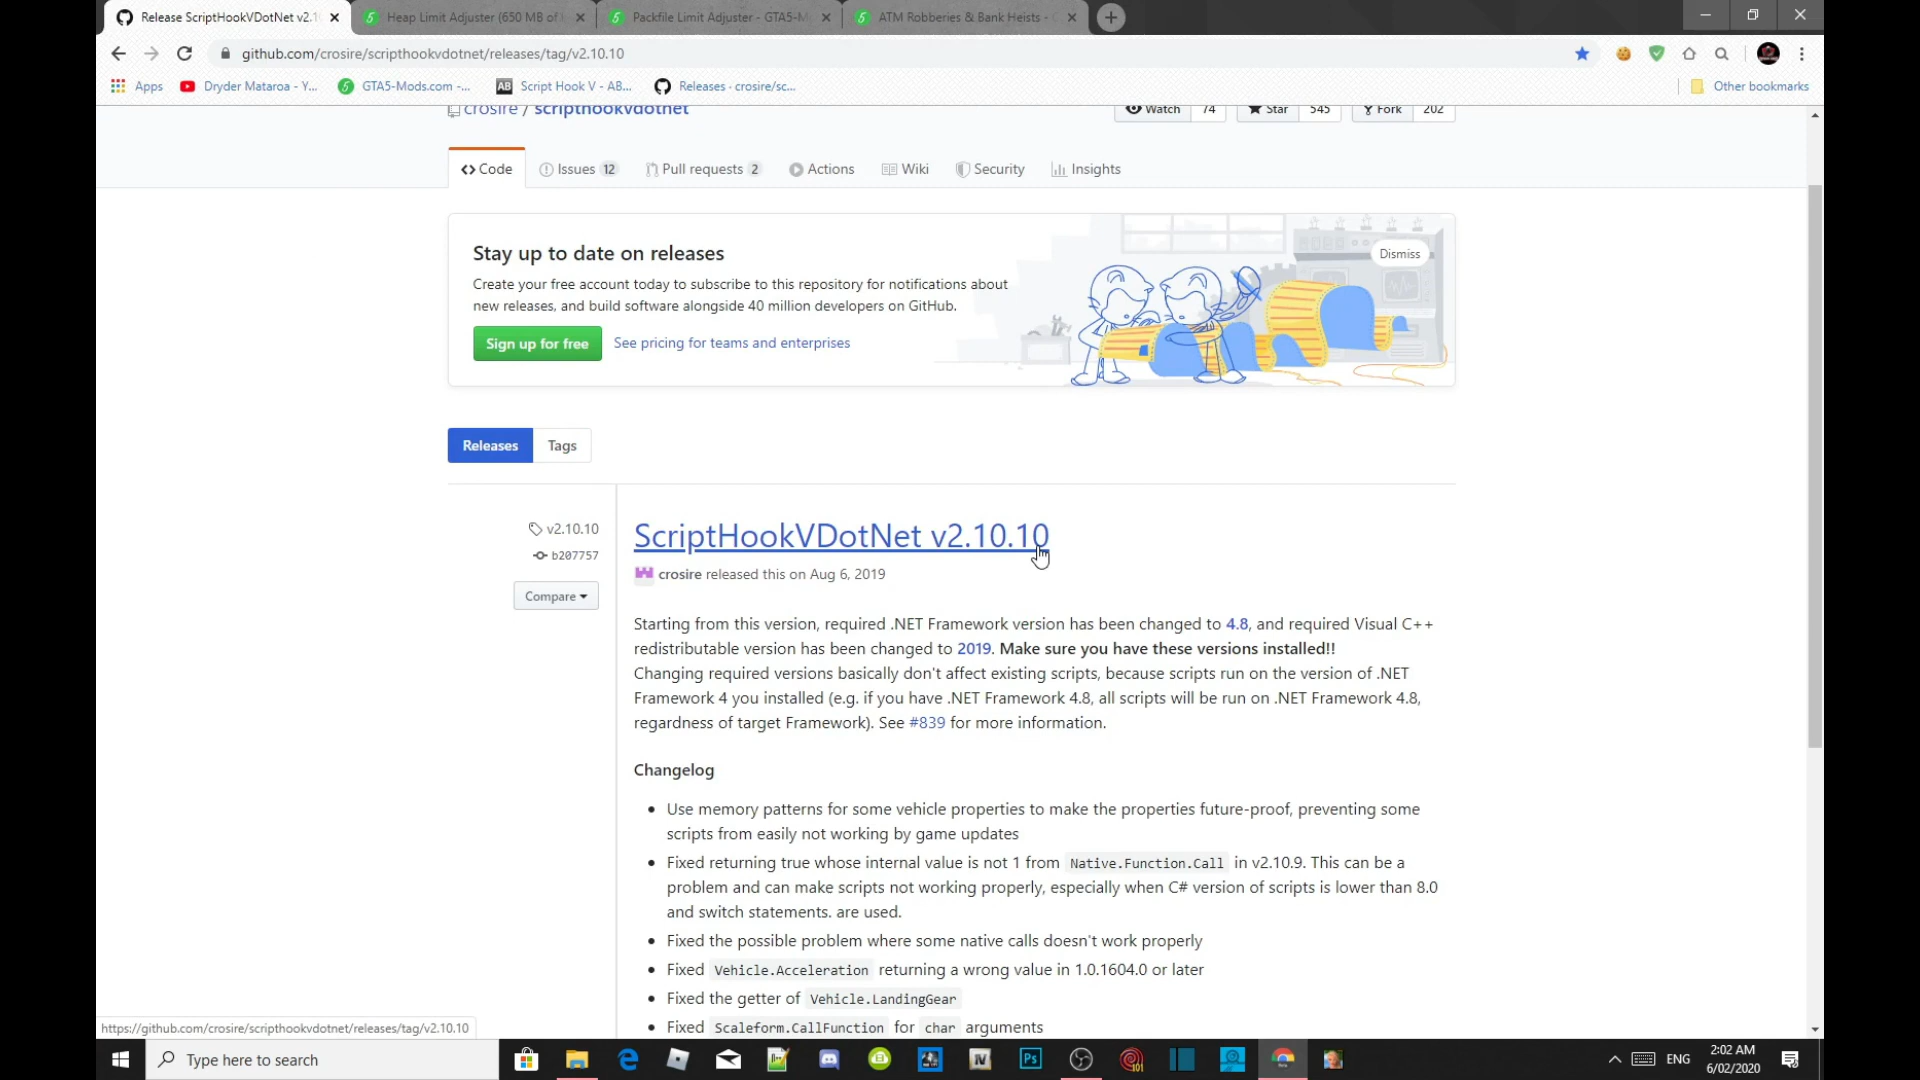 Release ScriptHookVDotNet v2.1
Heap Limit Adjuster (650 MB of
Packfile Limit Adjuster - GTA5-M
ATM Robberies & Bank Heists -
github.com/crosire/scripthookvdotnet/releases/tag/v2.10.10
Apps
Dryder Mataroa - Y...
GTA5-Mods.com -...
AB
Script Hook V - AB...
Releases · crosire/sc...
Other bookmarks
crosire / scripthookvdotnet
Watch 74
Star 545
Fork 202
Code
Issues 12
Pull requests 2
Actions
Wiki
Security
Insights
Stay up to date on releases
Dismiss
Create your free account today to subscribe to this repository for notifications about
new releases, and build software alongside 40 million developers on GitHub.
Sign up for free
See pricing for teams and enterprises
Releases
Tags
v2.10.10
b207757
Compare
ScriptHookVDotNet v2.10.10
crosire released this on Aug 6, 2019
Starting from this version, required .NET Framework version has been changed to 4.8, and required Visual C++
redistributable version has been changed to 2019. Make sure you have these versions installed!!
Changing required versions basically don't affect existing scripts, because scripts run on the version of .NET
Framework 4 you installed (e.g. if you have .NET Framework 4.8, all scripts will be run on .NET Framework 4.8,
regardness of target Framework). See #839 for more information.
Changelog
Use memory patterns for some vehicle properties to make the properties future-proof, preventing some
scripts from easily not working by game updates
Fixed returning true whose internal value is not 1 from Native.Function.Call in v2.10.9. This can be a
problem and can make scripts not working properly, especially when C# version of scripts is lower than 8.0
and switch statements. are used.
Fixed the possible problem where some native calls doesn't work properly
Fixed Vehicle.Acceleration returning a wrong value in 1.0.1604.0 or later
Fixed the getter of Vehicle.LandingGear
Fixed Scaleform.CallFunction for char arguments
https://github.com/crosire/scripthookvdotnet/releases/tag/v2.10.10
Type here to search
IV
Ps
101
ENG
2:02 AM
6/02/2020